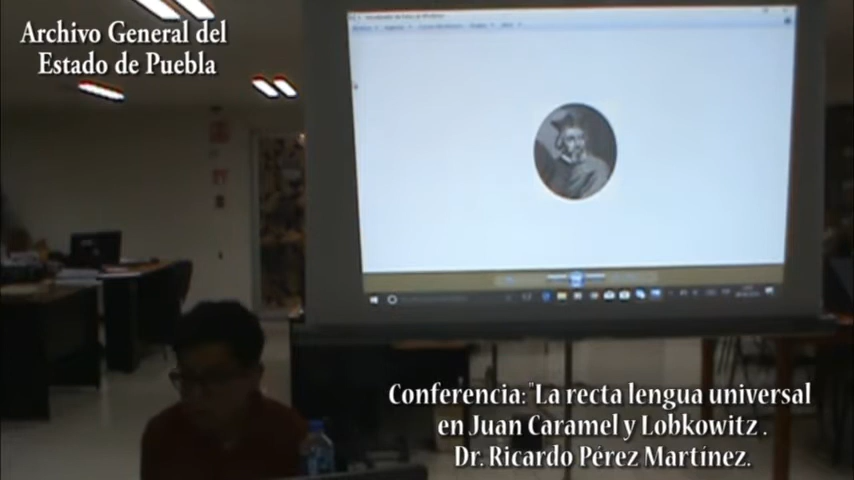 Archivo General del
Estado de Puebla
Conferencia: "La recta lengua universal
en Juan Caramel y Lobkowitz .
Dr. Ricardo Pérez Martínez.